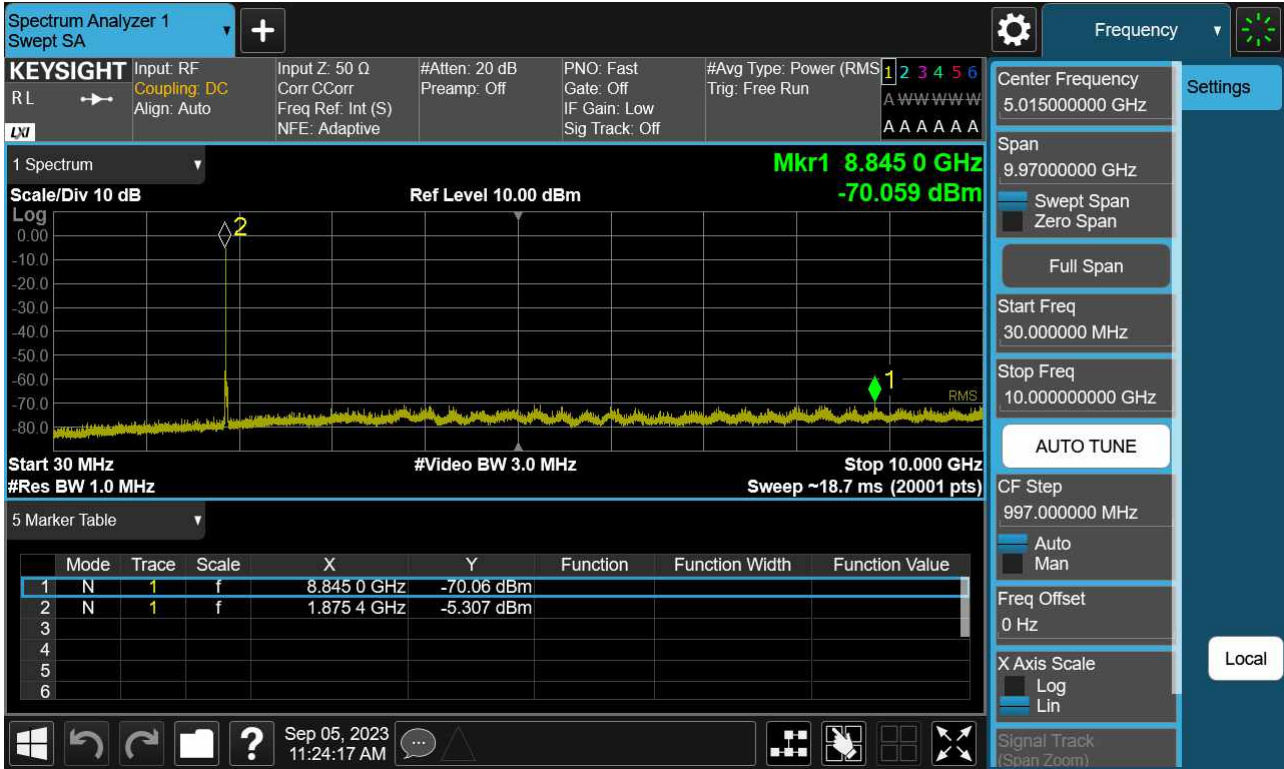 Spectrum Analyzer 1
Swept SA
Frequency
KEYSIGHT
R L
LXI
Input: RF
Coupling: DC
Align: Auto
Input Z: 50 Ω
Corr CCorr
Freq Ref: Int (S)
NFE: Adaptive
#Atten: 20 dB
Preamp: Off
PNO: Fast
Gate: Off
IF Gain: Low
Sig Track: Off
#Avg Type: Power (RMS
Trig: Free Run
1 2 3 4 5 6
A W W W W W
A A A A A A
1 Spectrum
Mkr1 8.845 0 GHz
Scale/Div 10 dB
Ref Level 10.00 dBm
-70.059 dBm
Log
0.00
-10.0
-20.0
-30.0
-40.0
-50.0
-60.0
-70.0
-80.0
2
1
RMS
Start 30 MHz
#Video BW 3.0 MHz
Stop 10.000 GHz
#Res BW 1.0 MHz
Sweep ~18.7 ms (20001 pts)
5 Marker Table
Mode Trace Scale X Y Function Function Width Function Value
1 N 1 f 8.845 0 GHz -70.06 dBm
2 N 1 f 1.875 4 GHz -5.307 dBm
3
4
5
6
Sep 05, 2023
11:24:17 AM
Center Frequency
5.015000000 GHz
Span
9.97000000 GHz
Swept Span
Zero Span
Full Span
Start Freq
30.000000 MHz
Stop Freq
10.000000000 GHz
AUTO TUNE
CF Step
997.000000 MHz
Auto
Man
Freq Offset
0 Hz
X Axis Scale
Log
Lin
Signal Track
(Span Zoom)
Settings
Local